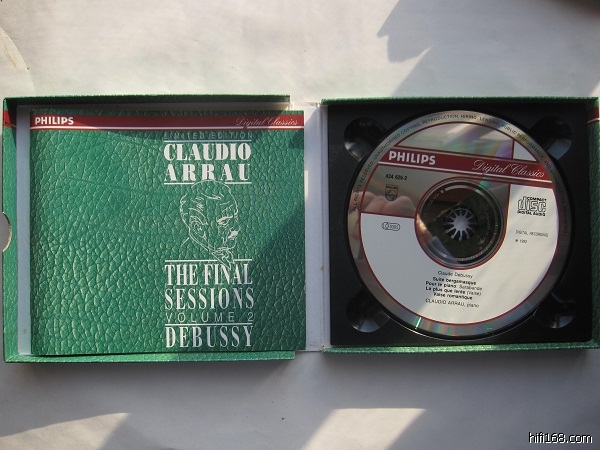 PHILIPS
Digital Classics
LIMITED EDITION
CLAUDIO
ARRAU
THE FINAL
SESSIONS
VOLUME 2
DEBUSSY
PHILIPS
Digital Classics
COMPACT
disc
DIGITAL AUDIO
DIGITAL RECORDING
Claude Debussy
Suite bergamasque
Pour le piano: Sarabande
La plus que lente (Valse)
Valse romantique
CLAUDIO ARRAU, piano
hifi168.com